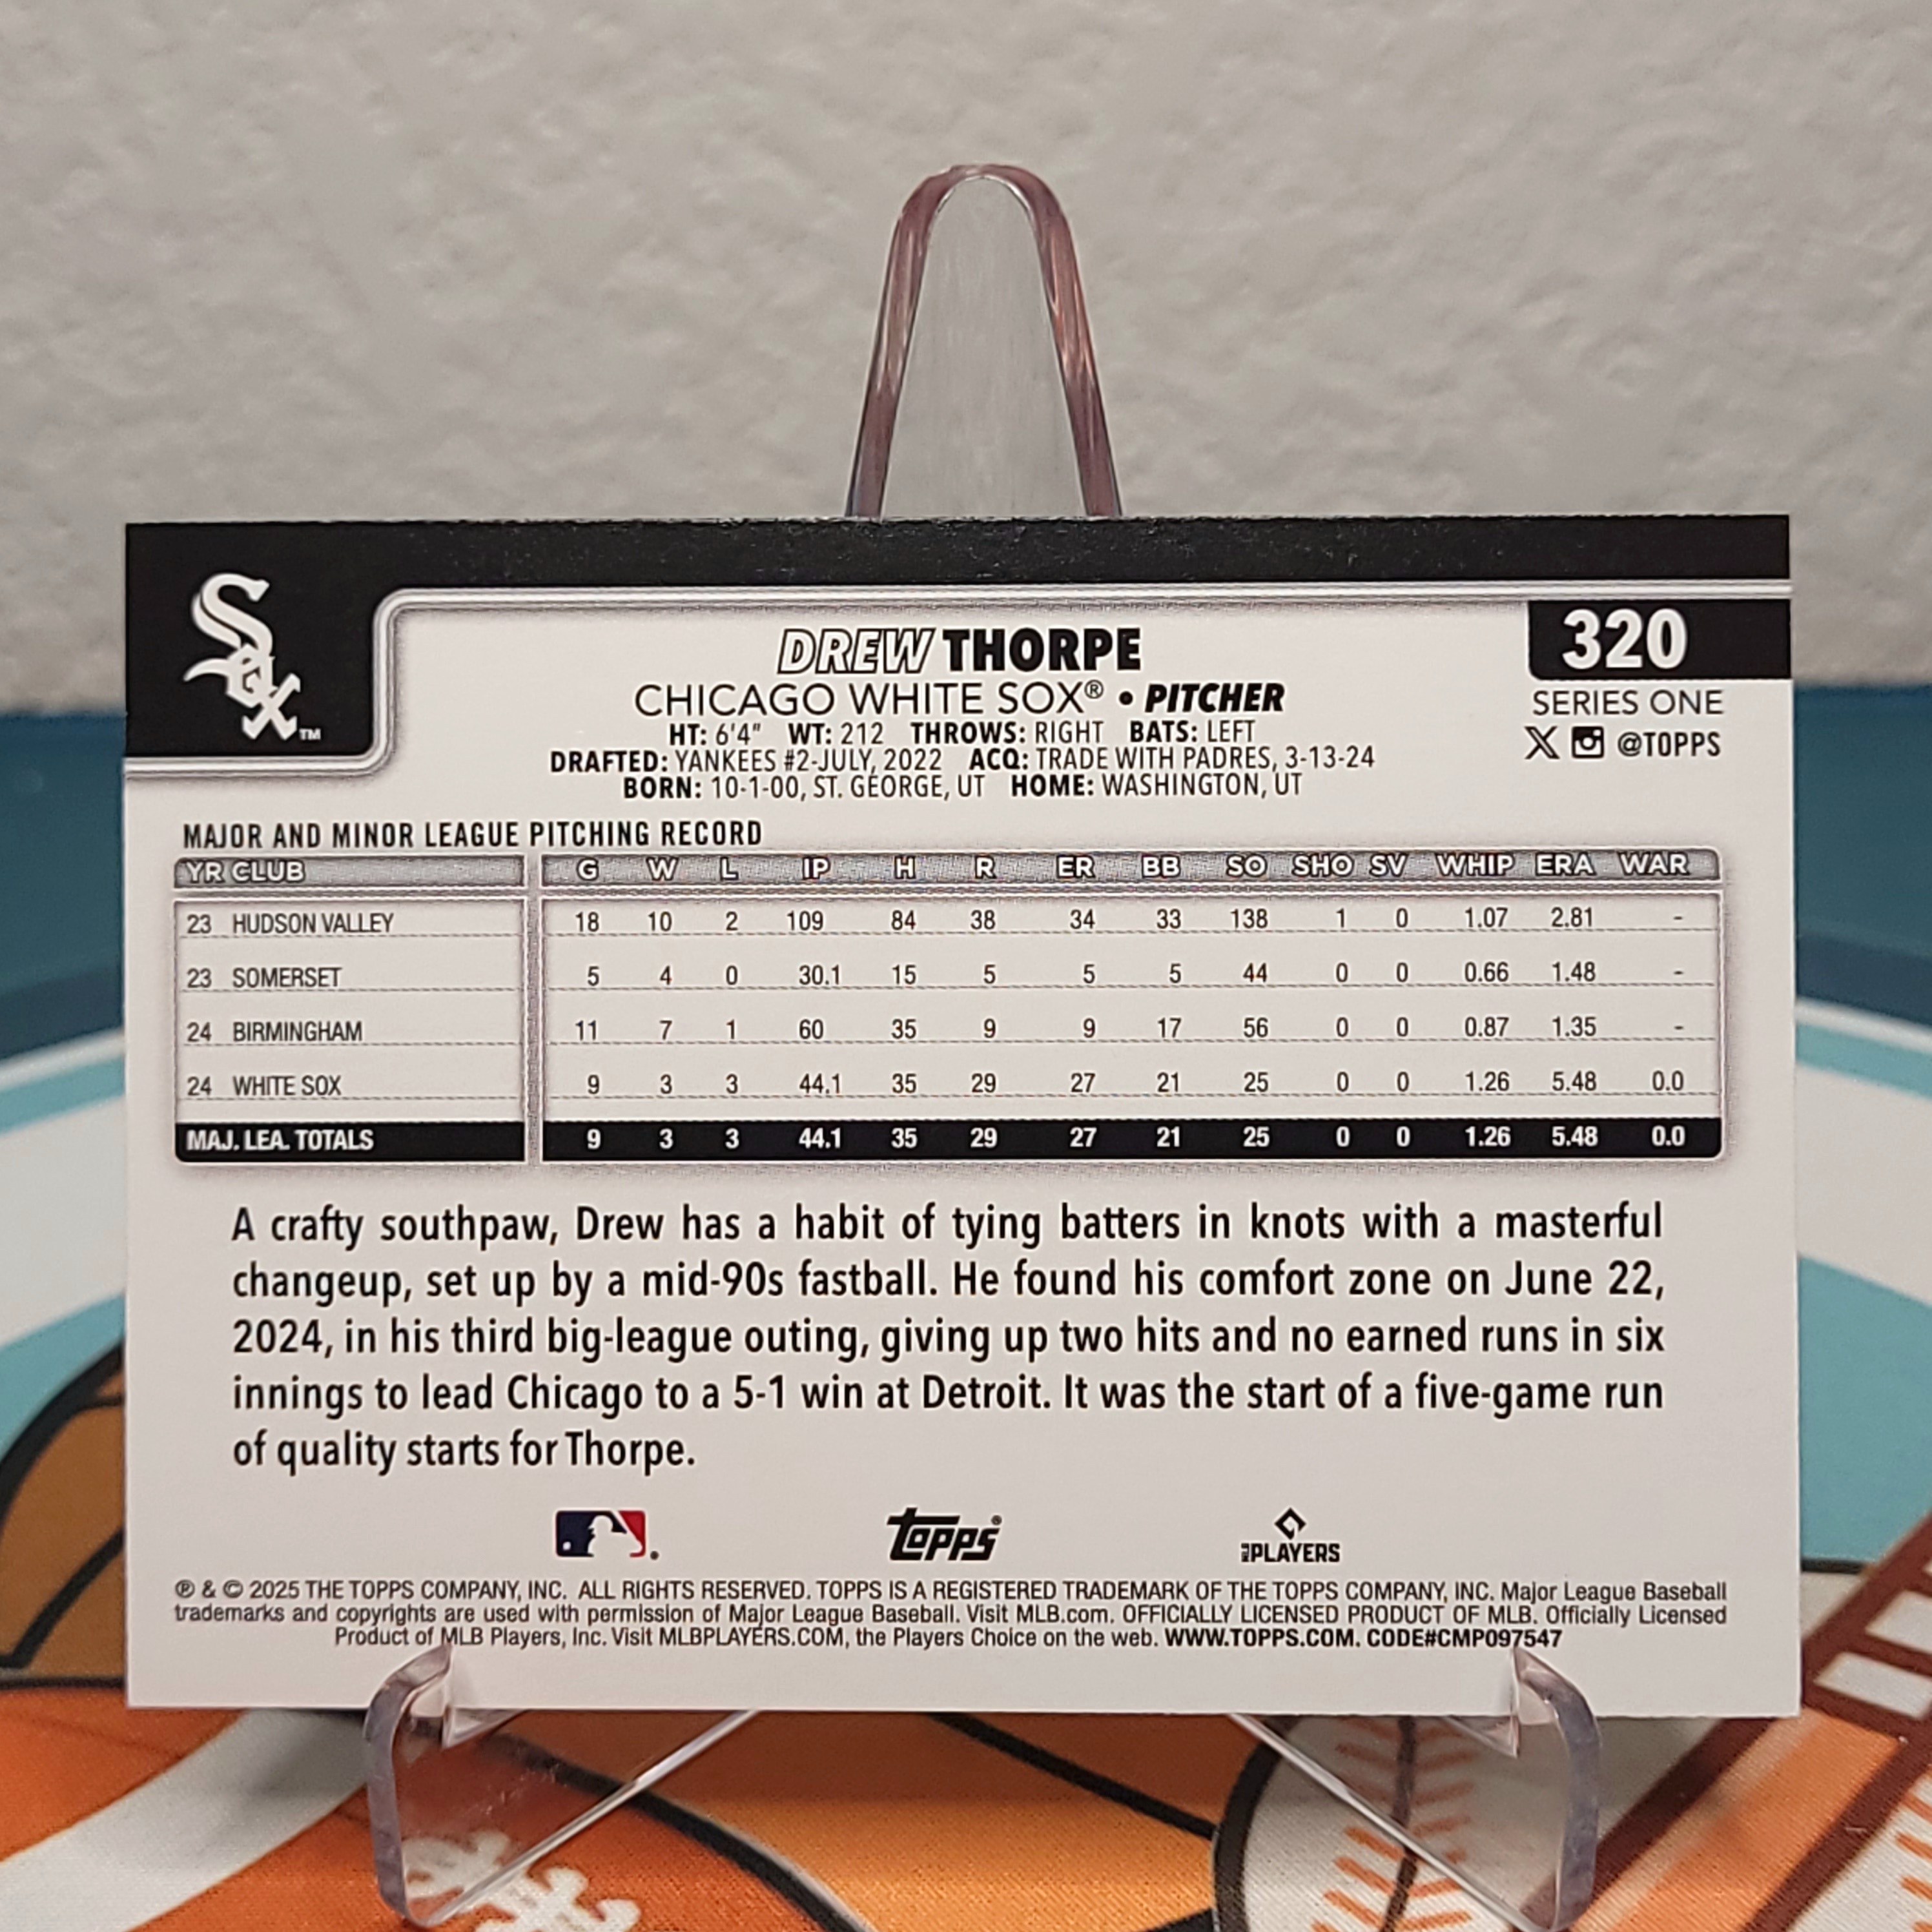 Sox™
DREW THORPE
320
CHICAGO WHITE SOX® • PITCHER
SERIES ONE
HT: 6'4" WT: 212 THROWS: RIGHT BATS: LEFT
X @TOPPS
DRAFTED: YANKEES #2-JULY, 2022 ACQ: TRADE WITH PADRES, 3-13-24
BORN: 10-1-00, ST. GEORGE, UT HOME: WASHINGTON, UT
MAJOR AND MINOR LEAGUE PITCHING RECORD
YR CLUB G W L IP H R ER BB SO SHO SV WHIP ERA WAR
23 HUDSON VALLEY 18 10 2 109 84 38 34 33 138 1 0 1.07 2.81 -
23 SOMERSET 5 4 0 30.1 15 5 5 5 44 0 0 0.66 1.48 -
24 BIRMINGHAM 11 7 1 60 35 9 9 17 56 0 0 0.87 1.35 -
24 WHITE SOX 9 3 3 44.1 35 29 27 21 25 0 0 1.26 5.48 0.0
MAJ. LEA. TOTALS 9 3 3 44.1 35 29 27 21 25 0 0 1.26 5.48 0.0
A crafty southpaw, Drew has a habit of tying batters in knots with a masterful
changeup, set up by a mid-90s fastball. He found his comfort zone on June 22,
2024, in his third big-league outing, giving up two hits and no earned runs in six
innings to lead Chicago to a 5-1 win at Detroit. It was the start of a five-game run
of quality starts for Thorpe.
topps® MLB PLAYERS
® & © 2025 THE TOPPS COMPANY, INC. ALL RIGHTS RESERVED. TOPPS IS A REGISTERED TRADEMARK OF THE TOPPS COMPANY, INC. Major League Baseball
trademarks and copyrights are used with permission of Major League Baseball. Visit MLB.com. OFFICIALLY LICENSED PRODUCT OF MLB. Officially Licensed
Product of MLB Players, Inc. Visit MLBPLAYERS.COM, the Players Choice on the web. WWW.TOPPS.COM. CODE#CMP097547